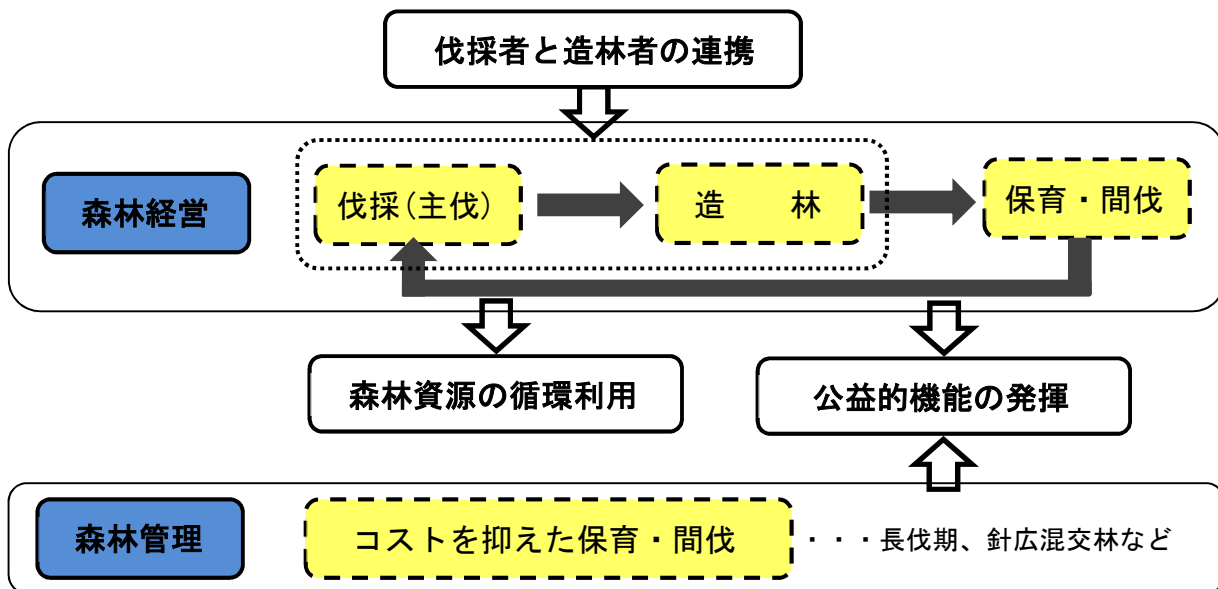 伐採者と造林者の連携
森林経営
伐採(主伐)
造　　林
保育・間伐
森林資源の循環利用
公益的機能の発揮
森林管理
コストを抑えた保育・間伐
・・・長伐期、針広混交林など